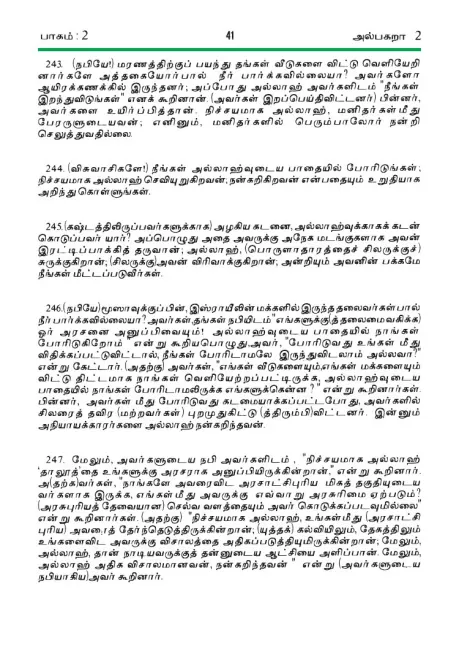 பாகம் : 2 41 அல்பகறா 2
243. (நபியே!) மரணத்திற்குப் பயந்து தங்கள் வீடுகளை விட்டு வெளியேறி
னார்களே அத்தகையோர்பால் நீர் பார்க்கவில்லையா? அவர்களோ
ஆயிரக்கணக்கில் இருந்தனர்; அப்போது அல்லாஹ் அவர்களிடம் "நீங்கள்
இறந்துவிடுங்கள்" எனக் கூறினான். (அவர்கள் இறப்பெய்திவிட்டனர்) பின்னர்,
அவர்களை உயிர்ப்பித்தான். நிச்சயமாக அல்லாஹ், மனிதர்கள்மீது
பேரருளுடையவன்; எனினும், மனிதர்களில் பெரும்பாலோர் நன்றி
செலுத்துவதில்லை.
244. (விசுவாசிகளே!) நீங்கள் அல்லாஹ்வுடைய பாதையில் போரிடுங்கள்;
நிச்சயமாக அல்லாஹ் செவியுறுகிறவன்; நன்கறிகிறவன் என்பதையும் உறுதியாக
அறிந்து கொள்ளுங்கள்.
245. (கஷ்டத்திலிருப்பவர்களுக்காக) அழகிய கடனை, அல்லாஹ்வுக்காகக் கடன்
கொடுப்பவர் யார்? அப்பொழுது அதை அவருக்கு அநேக மடங்குகளாக அவன்
இரட்டிப்பாக்கித் தருவான்; அல்லாஹ், (பொருளாதாரத்தைச் சிலருக்குச்)
சுருக்குகிறான்; (சிலருக்கு)அவன் விரிவாக்குகிறான்; அன்றியும் அவனின் பக்கமே
நீங்கள் மீட்டப்படுவீர்கள்.
246.(நபியே)மூஸாவுக்குப்பின், இஸ்ராயீலின் மக்களில் இருந்த தலைவர்கள் பால்
நீர் பார்க்கவில்லையா? அவர்கள், தங்கள் நபியிடம் "எங்களுக்கு(த் தலைமை வகிக்க)
ஓர் அரசனை அனுப்பிவையும்! அல்லாஹ்வுடைய பாதையில் நாங்கள்
போரிடுகிறோம் என்று கூறியபொழுது,அவர், "போரிடுவது உங்கள் மீது
விதிக்கப்பட்டுவிட்டால், நீங்கள் போரிடாமலே இருந்துவிடலாம் அல்லவா?"
என்று கேட்டார். (அதற்கு) அவர்கள், "எங்கள் வீடுகளையும்,எங்கள் மக்களையும்
விட்டு திட்டமாக நாங்கள் வெளியேற்றப்பட்டிருக்க, அல்லாஹ்வுடைய
பாதையில் நாங்கள் போரிடாமலிருக்க எங்களுக்கென்ன?" என்று கூறினார்கள்.
பின்னர், அவர்கள் மீது போரிடுவது கடமையாக்கப்பட்டபோது, அவர்களில்
சிலரைத் தவிர (மற்றவர்கள்) புறமுதுகிட்டு (த்திரும்பி)விட்டனர். இன்னும்
அநியாயக்காரர்களை அல்லாஹ் நன்கறிந்தவன்.
247. மேலும், அவர்களுடைய நபி அவர்களிடம் , "நிச்சயமாக அல்லாஹ்
'தாலூத்'தை உங்களுக்கு அரசராக அனுப்பியிருக்கின்றான்," என்று கூறினார்.
அ(தற்க)வர்கள், "நாங்களே அவரைவிட அரசாட்சிபுரிய மிகத் தகுதியுடைய
வர்களாக இருக்க, எங்கள்மீது அவருக்கு எவ்வாறு அரசுரிமை ஏற்படும்?
(அரசுபுரியத் தேவையான) செல்வ வளத்தையும் அவர் கொடுக்கப்படவுமில்லை"
என்று கூறினார்கள். (அதற்கு) "நிச்சயமாக அல்லாஹ், உங்கள்மீது (அரசாட்சி
புரிய) அவரைத் தேர்ந்தெடுத்திருக்கின்றான்; (யுத்தக்) கல்வியிலும், தேகத்திலும்
உங்களைவிட அவருக்கு விசாலத்தை அதிகப்படுத்தியுமிருக்கின்றான்; மேலும்,
அல்லாஹ், தான் நாடியவருக்குத் தன்னுடைய ஆட்சியை அளிப்பான். மேலும்,
அல்லாஹ் அதிக விசாலமானவன், நன்கறிந்தவன் " என்று (அவர்களுடைய
நபியாகிய)அவர் கூறினார்.